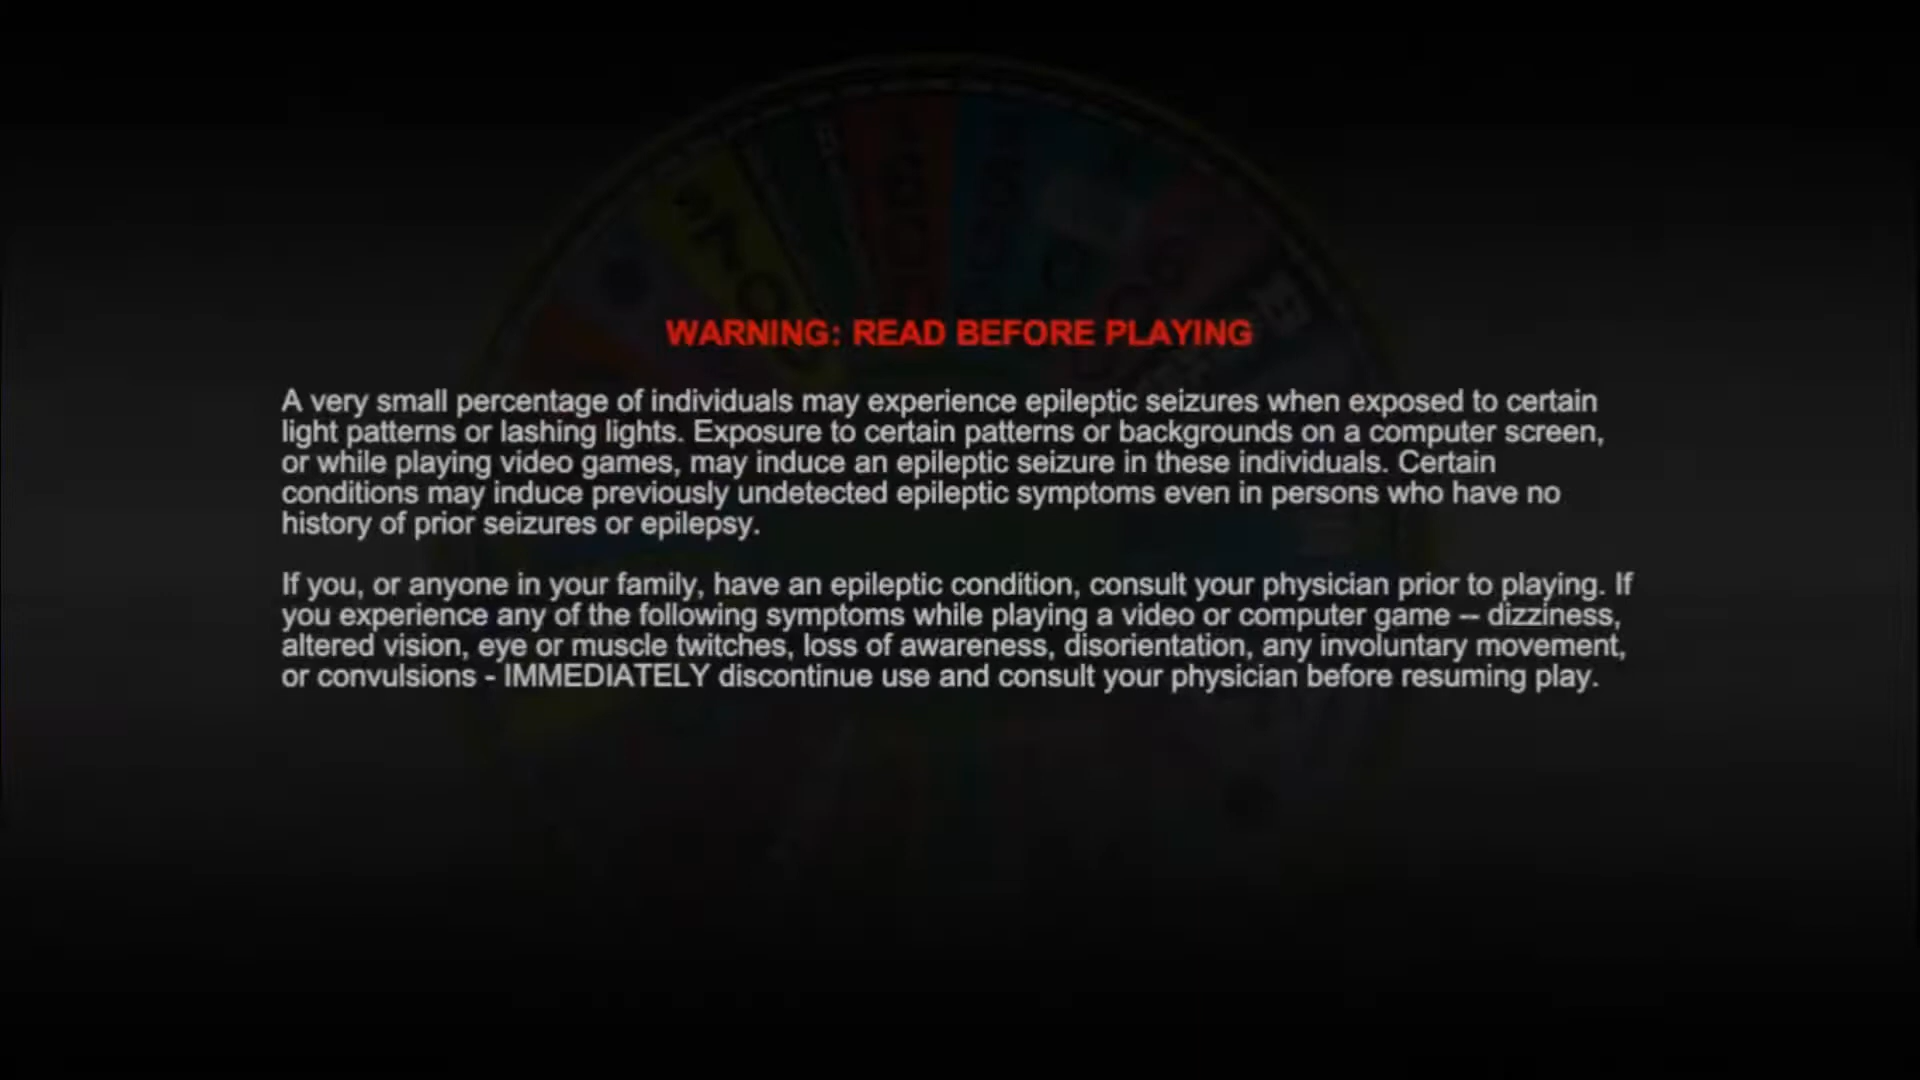 WARNING: READ BEFORE PLAYING
A very small percentage of individuals may experience epileptic seizures when exposed to certain
light patterns or lashing lights. Exposure to certain patterns or backgrounds on a computer screen,
or while playing video games, may induce an epileptic seizure in these individuals. Certain
conditions may induce previously undetected epileptic symptoms even in persons who have no
history of prior seizures or epilepsy.
If you, or anyone in your family, have an epileptic condition, consult your physician prior to playing. If
you experience any of the following symptoms while playing a video or computer game – dizziness,
altered vision, eye or muscle twitches, loss of awareness, disorientation, any involuntary movement,
or convulsions - IMMEDIATELY discontinue use and consult your physician before resuming play.